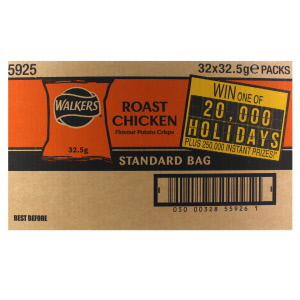 5925
32x32.5g℮ PACKS
WALKERS
32.5g
ROAST
CHICKEN
Flavour Potato Crisps
WIN ONE OF
20,000
HOLIDAYS
PLUS 250,000 INSTANT PRIZES!*
STANDARD BAG
BEST BEFORE
050 00328 55926 1